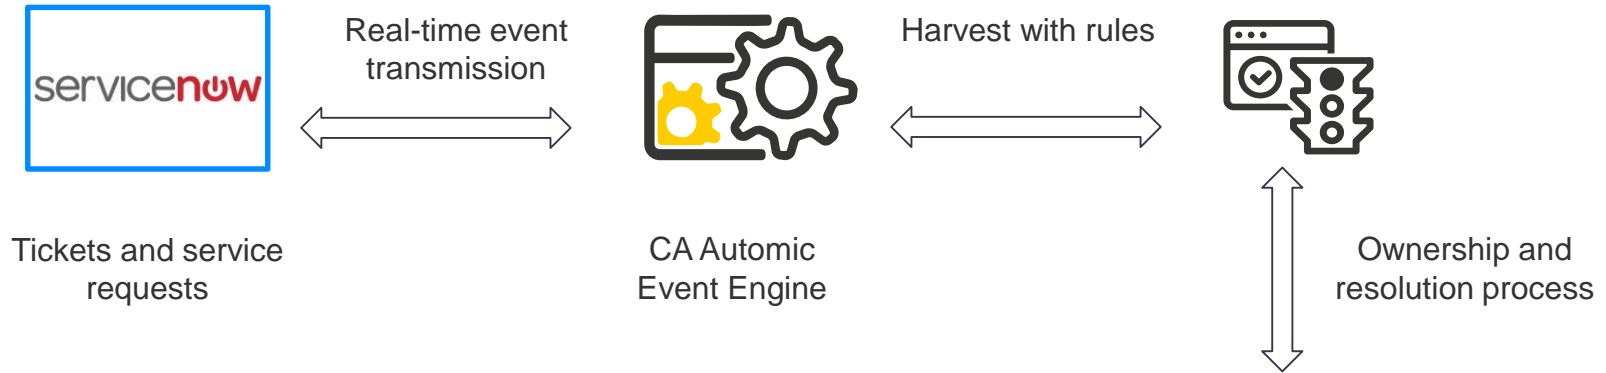 Real-time event
transmission
Harvest with rules
servicenow
Tickets and service
requests
CA Automic
Event Engine
Ownership and
resolution process